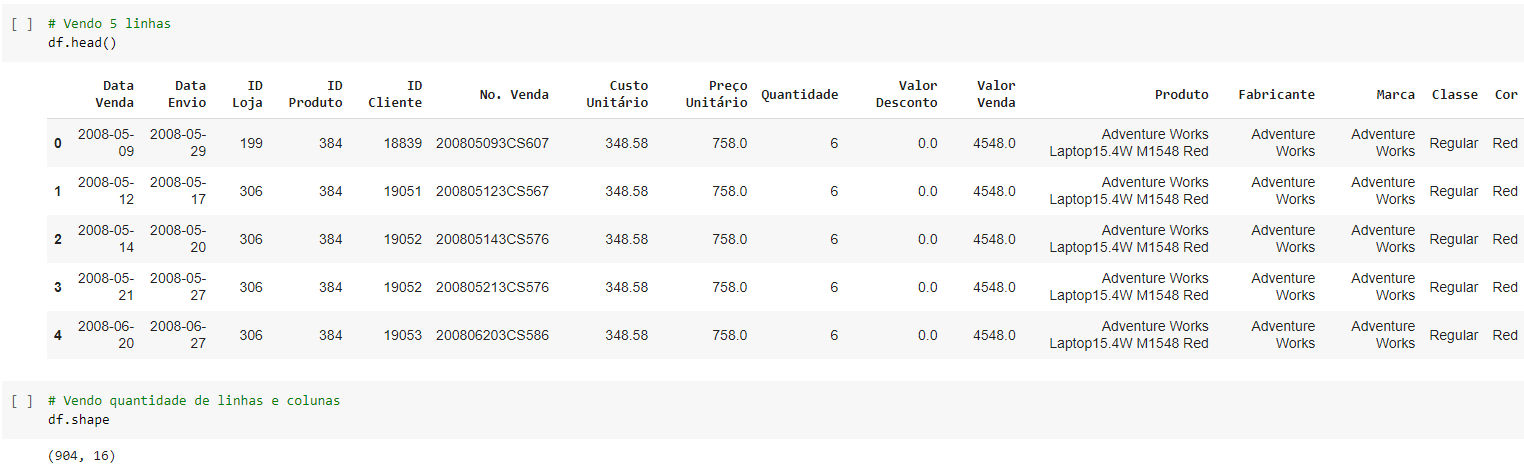 [ ] # Vendo 5 linhas
df.head()
Data Venda Data Envio ID Loja ID Produto ID Cliente No. Venda Custo Unitário Preço Unitário Quantidade Valor Desconto Valor Venda Produto Fabricante Marca Classe Cor
0 2008-05-09 2008-05-29 199 384 18839 200805093CS607 348.58 758.0 6 0.0 4548.0 Adventure Works Laptop15.4W M1548 Red Adventure Works Adventure Works Regular Red
1 2008-05-12 2008-05-17 306 384 19051 200805123CS567 348.58 758.0 6 0.0 4548.0 Adventure Works Laptop15.4W M1548 Red Adventure Works Adventure Works Regular Red
2 2008-05-14 2008-05-20 306 384 19052 200805143CS576 348.58 758.0 6 0.0 4548.0 Adventure Works Laptop15.4W M1548 Red Adventure Works Adventure Works Regular Red
3 2008-05-21 2008-05-27 306 384 19052 200805213CS576 348.58 758.0 6 0.0 4548.0 Adventure Works Laptop15.4W M1548 Red Adventure Works Adventure Works Regular Red
4 2008-06-20 2008-06-27 306 384 19053 200806203CS586 348.58 758.0 6 0.0 4548.0 Adventure Works Laptop15.4W M1548 Red Adventure Works Adventure Works Regular Red
[ ] # Vendo quantidade de linhas e colunas
df.shape
(904, 16)